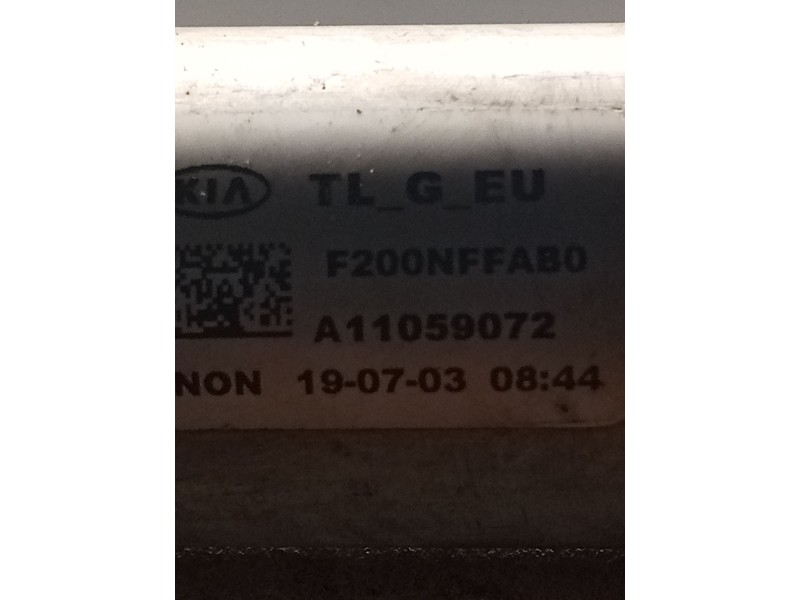 KIA TL_G_EU
F200NFFAB0
A11059072
NON 19-07-03 08:44